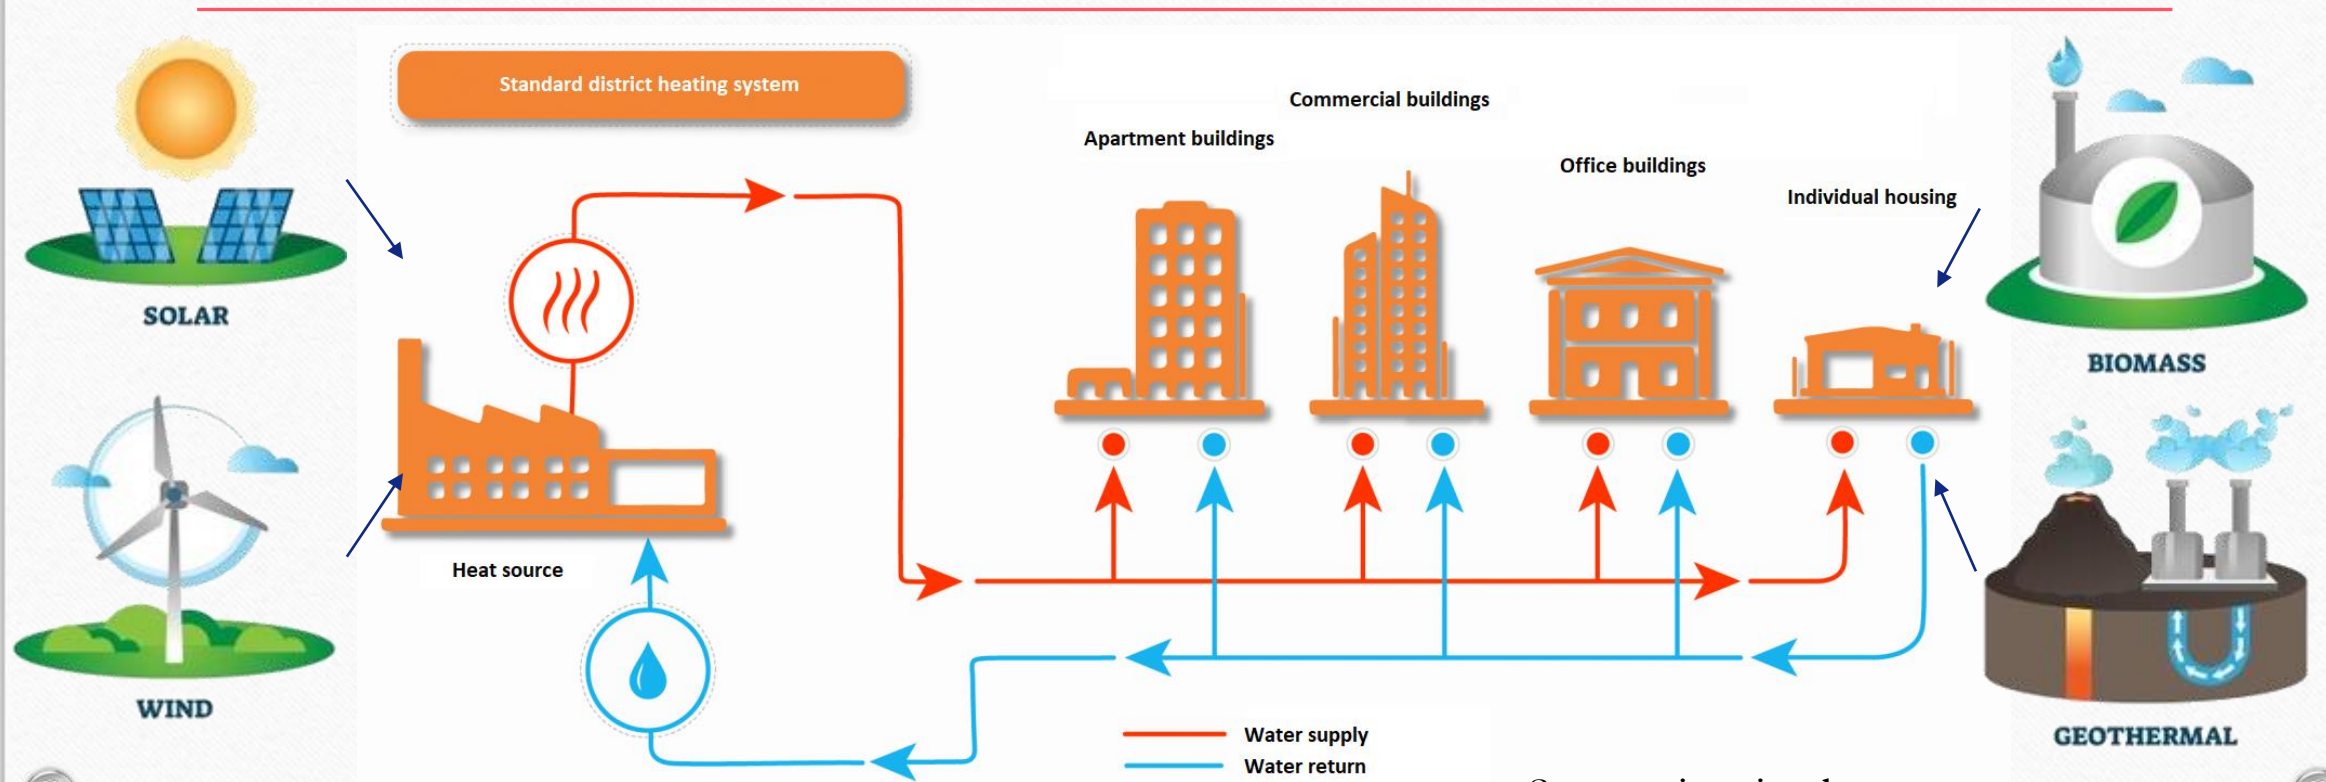 Standard district heating system
Commercial buildings
Apartment buildings
Office buildings
Individual housing
SOLAR
BIOMASS
Heat source
WIND
Water supply
Water return
GEOTHERMAL